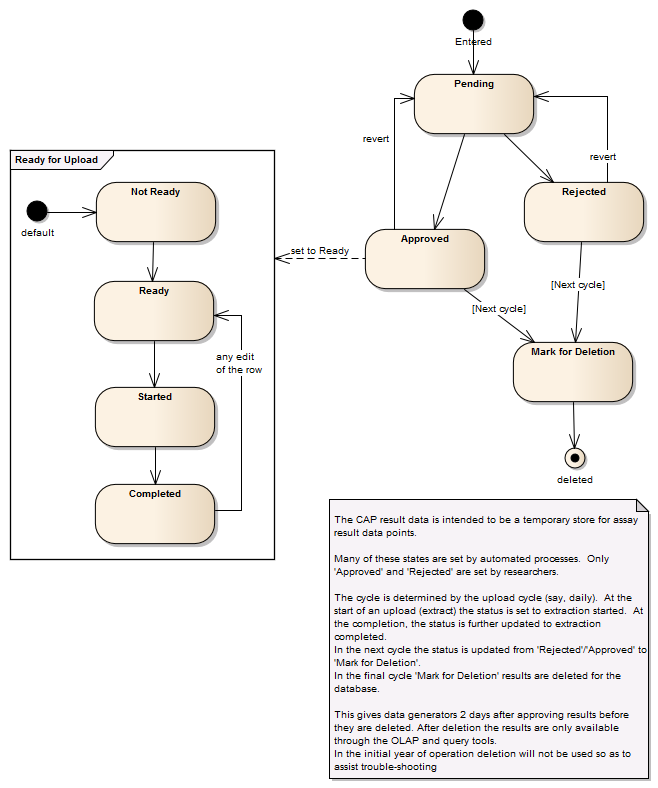 Entered
Pending
revert
revert
Ready for Upload
Not Ready
Rejected
default
Approved
set to Ready
Ready
[Next cycle]
[Next cycle]
any edit
of the row
Mark for Deletion
Started
Completed
deleted
The CAP result data is intended to be a temporary store for assay
result data points.
Many of these states are set by automated processes.  Only
'Approved' and 'Rejected' are set by researchers.
The cycle is determined by the upload cycle (say, daily).  At the
start of an upload (extract) the status is set to extraction started.  At
the completion, the status is further updated to extraction
completed.
In the next cycle the status is updated from 'Rejected'/'Approved' to
'Mark for Deletion'.
In the final cycle 'Mark for Deletion' results are deleted for the
database.
This gives data generators 2 days after approving results before
they are deleted. After deletion the results are only available
through the OLAP and query tools.
In the initial year of operation deletion will not be used so as to
assist trouble-shooting